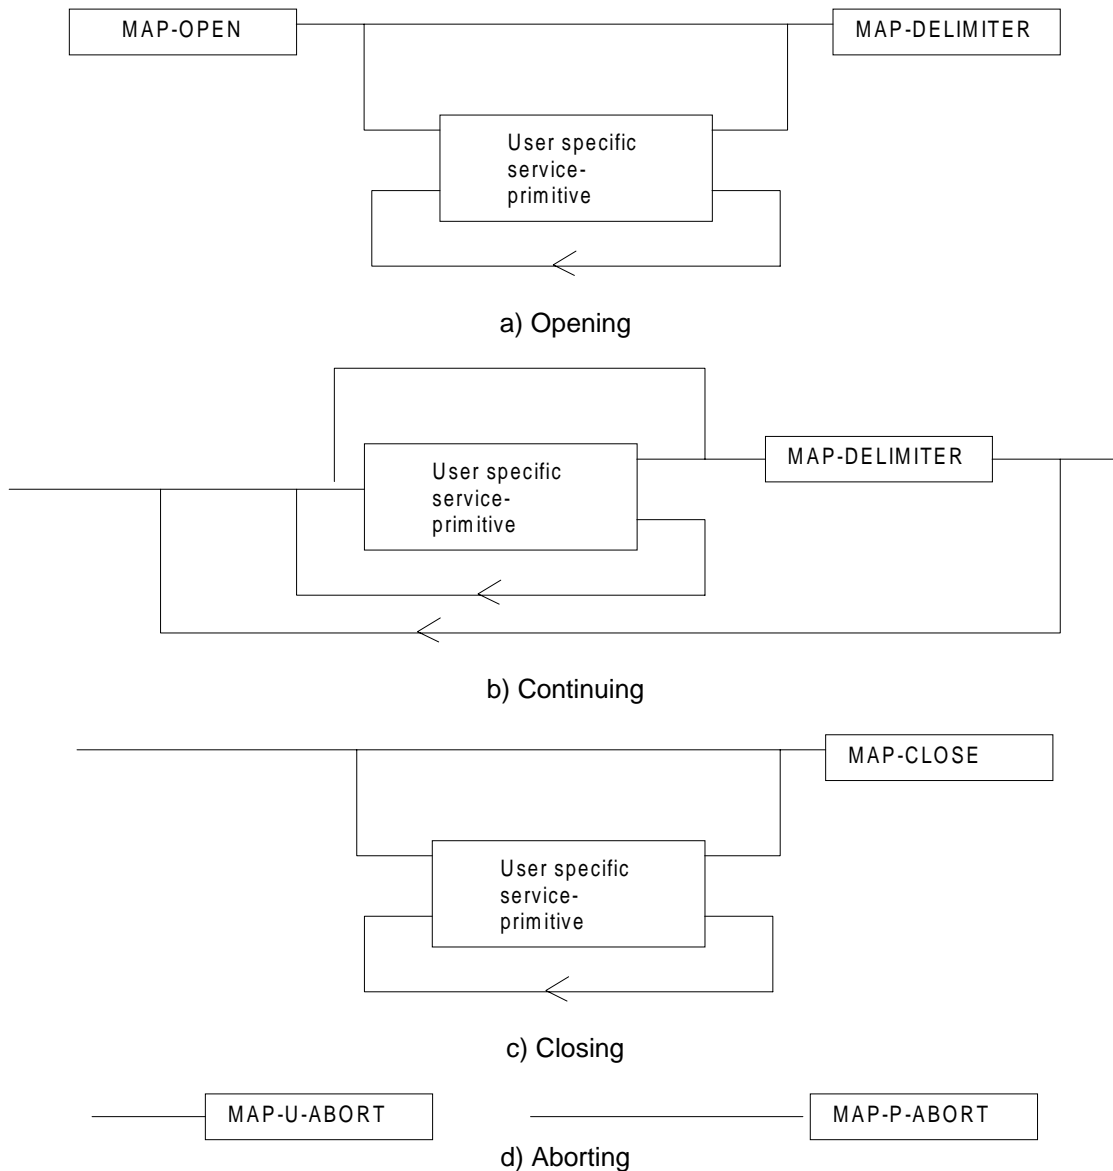 MAP-OPEN
MAP-DELIMITER
User specific
service-
primitive
a) Opening
User specific
service-
primitive
MAP-DELIMITER
b) Continuing
MAP-CLOSE
User specific
service-
primitive
c) Closing
MAP-U-ABORT
MAP-P-ABORT
d) Aborting